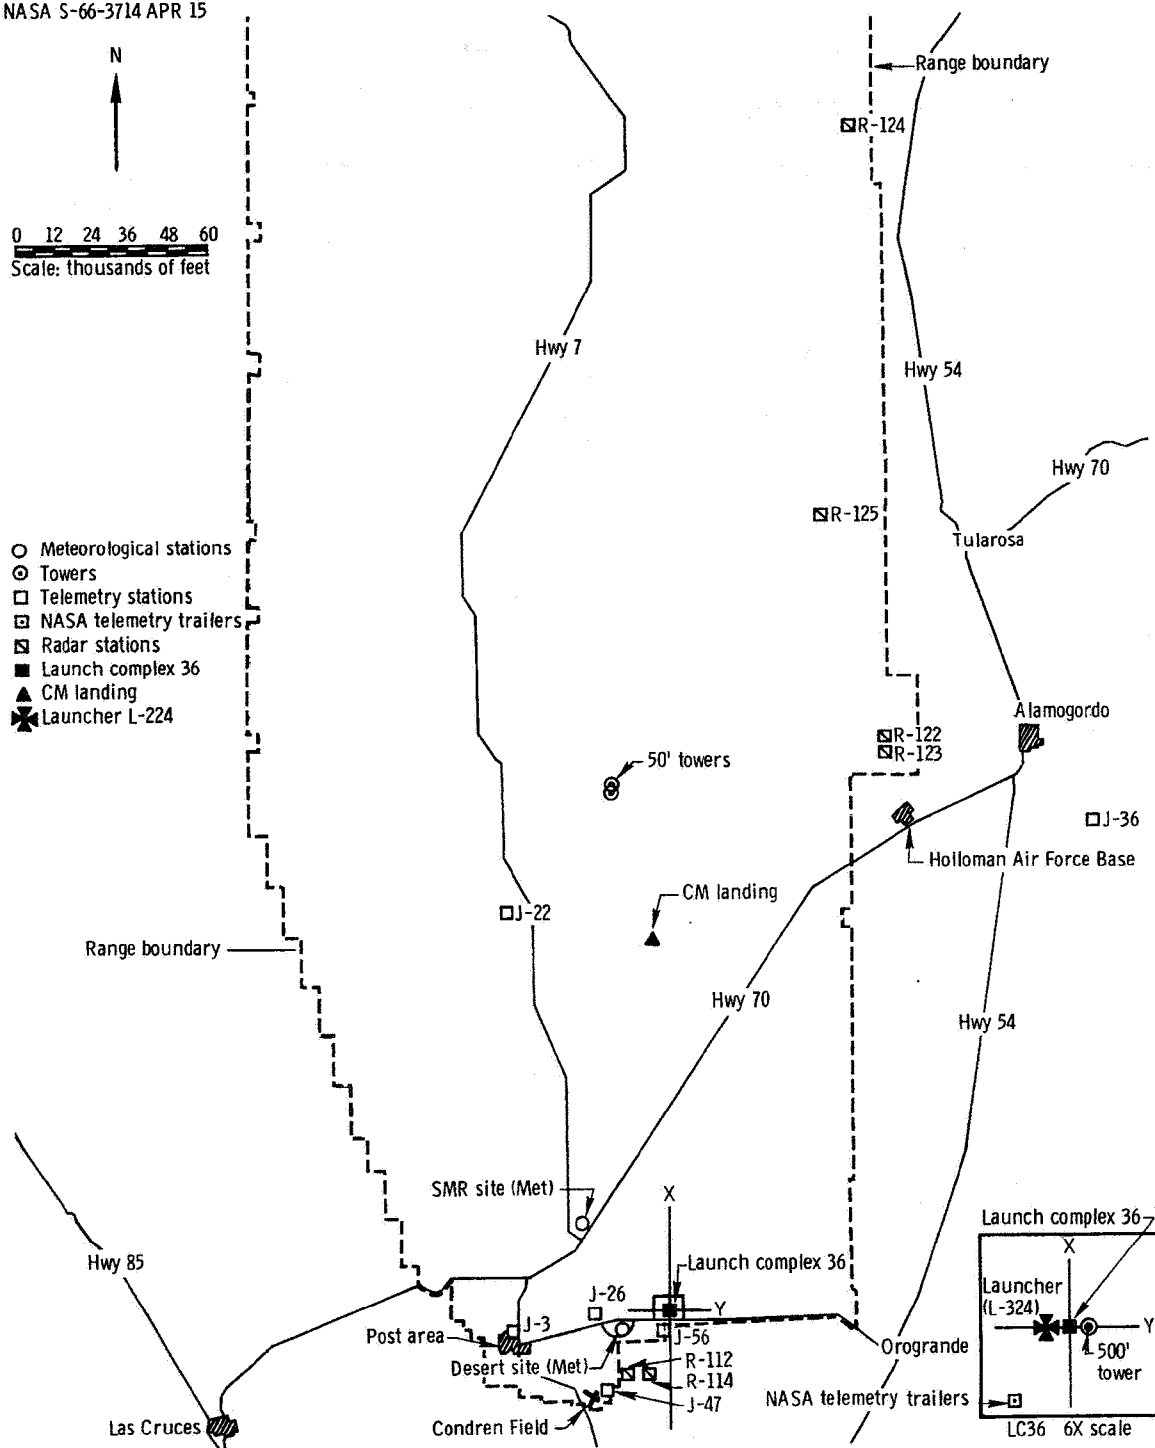 NASA S-66-3714 APR 15
N
0 12 24 36 48 60
Scale: thousands of feet
Range boundary
R-124
Hwy 7
Hwy 54
Hwy 70
R-125
Tularosa
Meteorological stations
Towers
Telemetry stations
NASA telemetry trailers
Radar stations
Launch complex 36
CM landing
Launcher L-224
Alamogordo
R-122
R-123
50' towers
J-36
Holloman Air Force Base
CM landing
J-22
Range boundary
Hwy 70
Hwy 54
SMR site (Met)
X
Launch complex 36
Hwy 85
Launch complex 36
X
J-26
Y
Launcher
(L-324)
Y
J-3
Post area
J-56
Orogrande
500'
tower
Desert site (Met)
R-112
R-114
J-47
NASA telemetry trailers
Las Cruces
Condren Field
LC36 6X scale